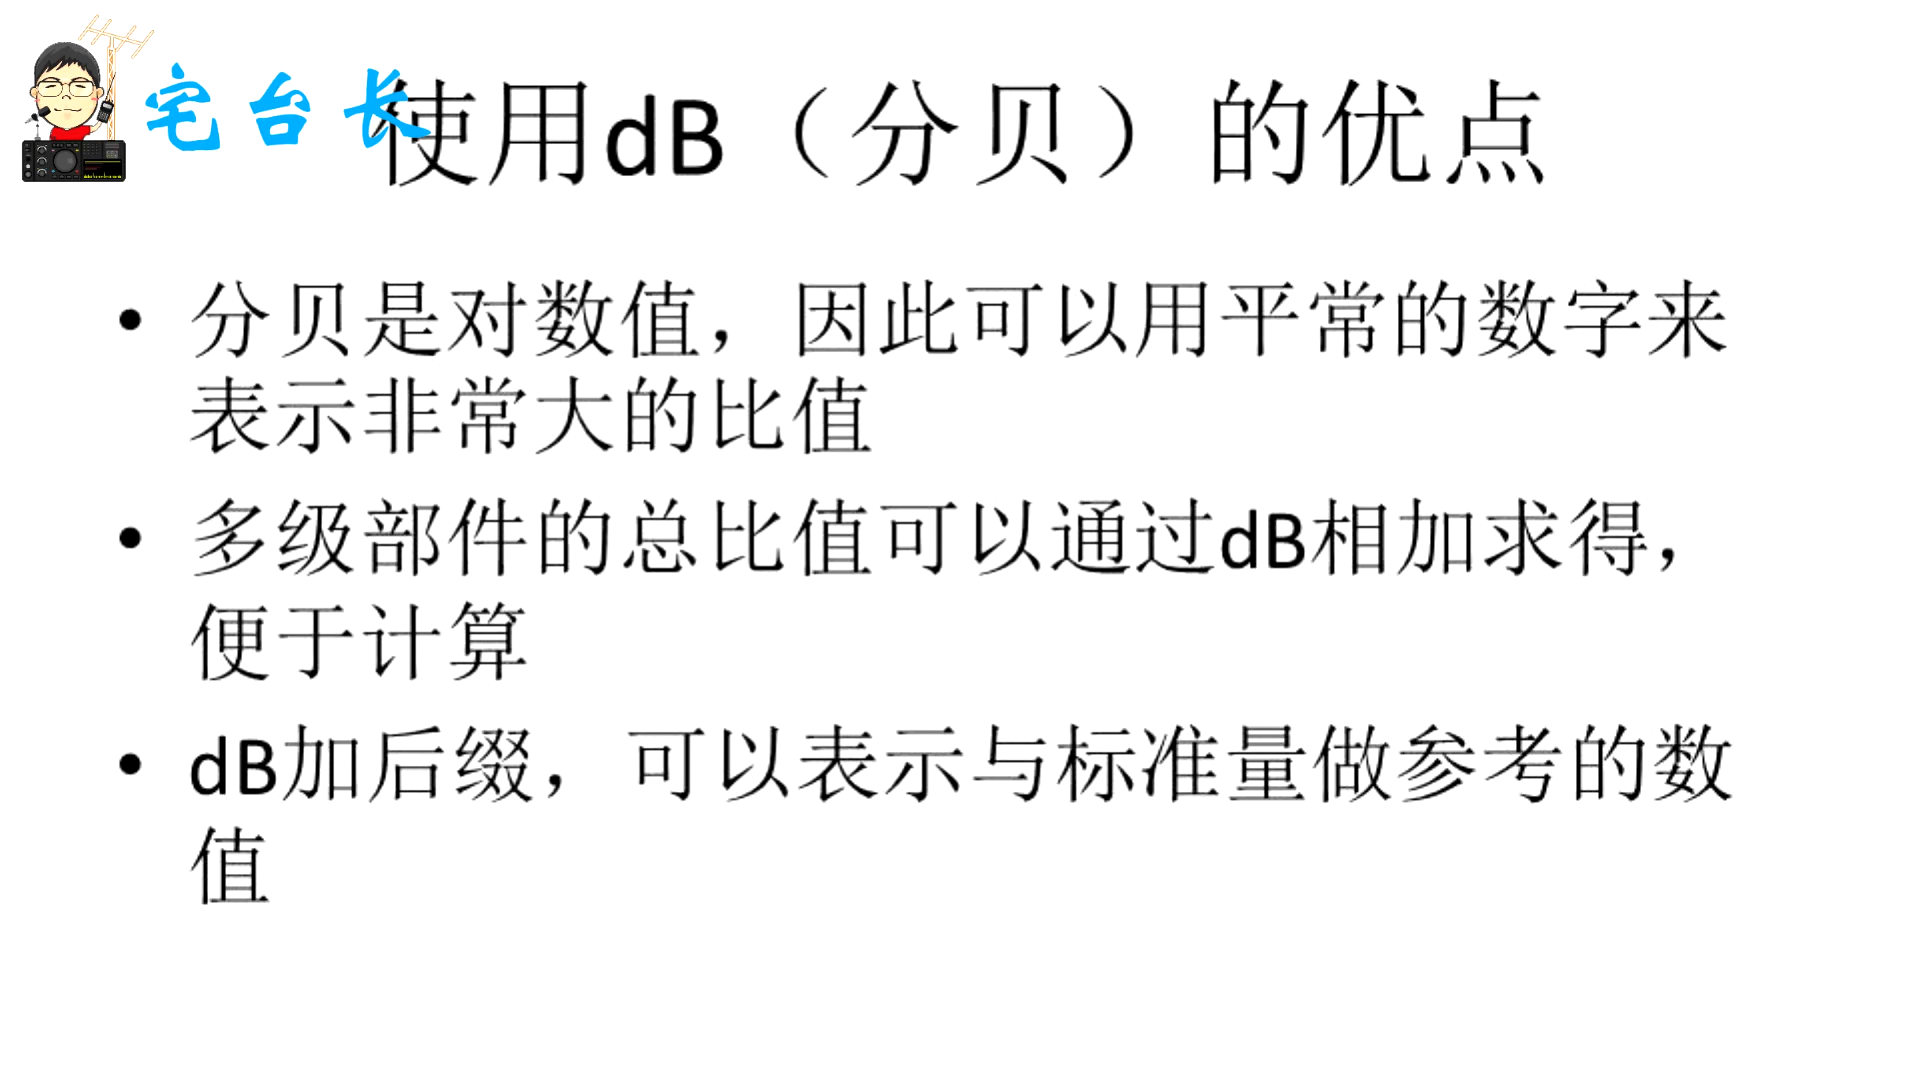 宅台长
使用dB（分贝）的优点
• 分贝是对数值，因此可以用平常的数字来
表示非常大的比值
• 多级部件的总比值可以通过dB相加求得，
便于计算
• dB加后缀，可以表示与标准量做参考的数
值